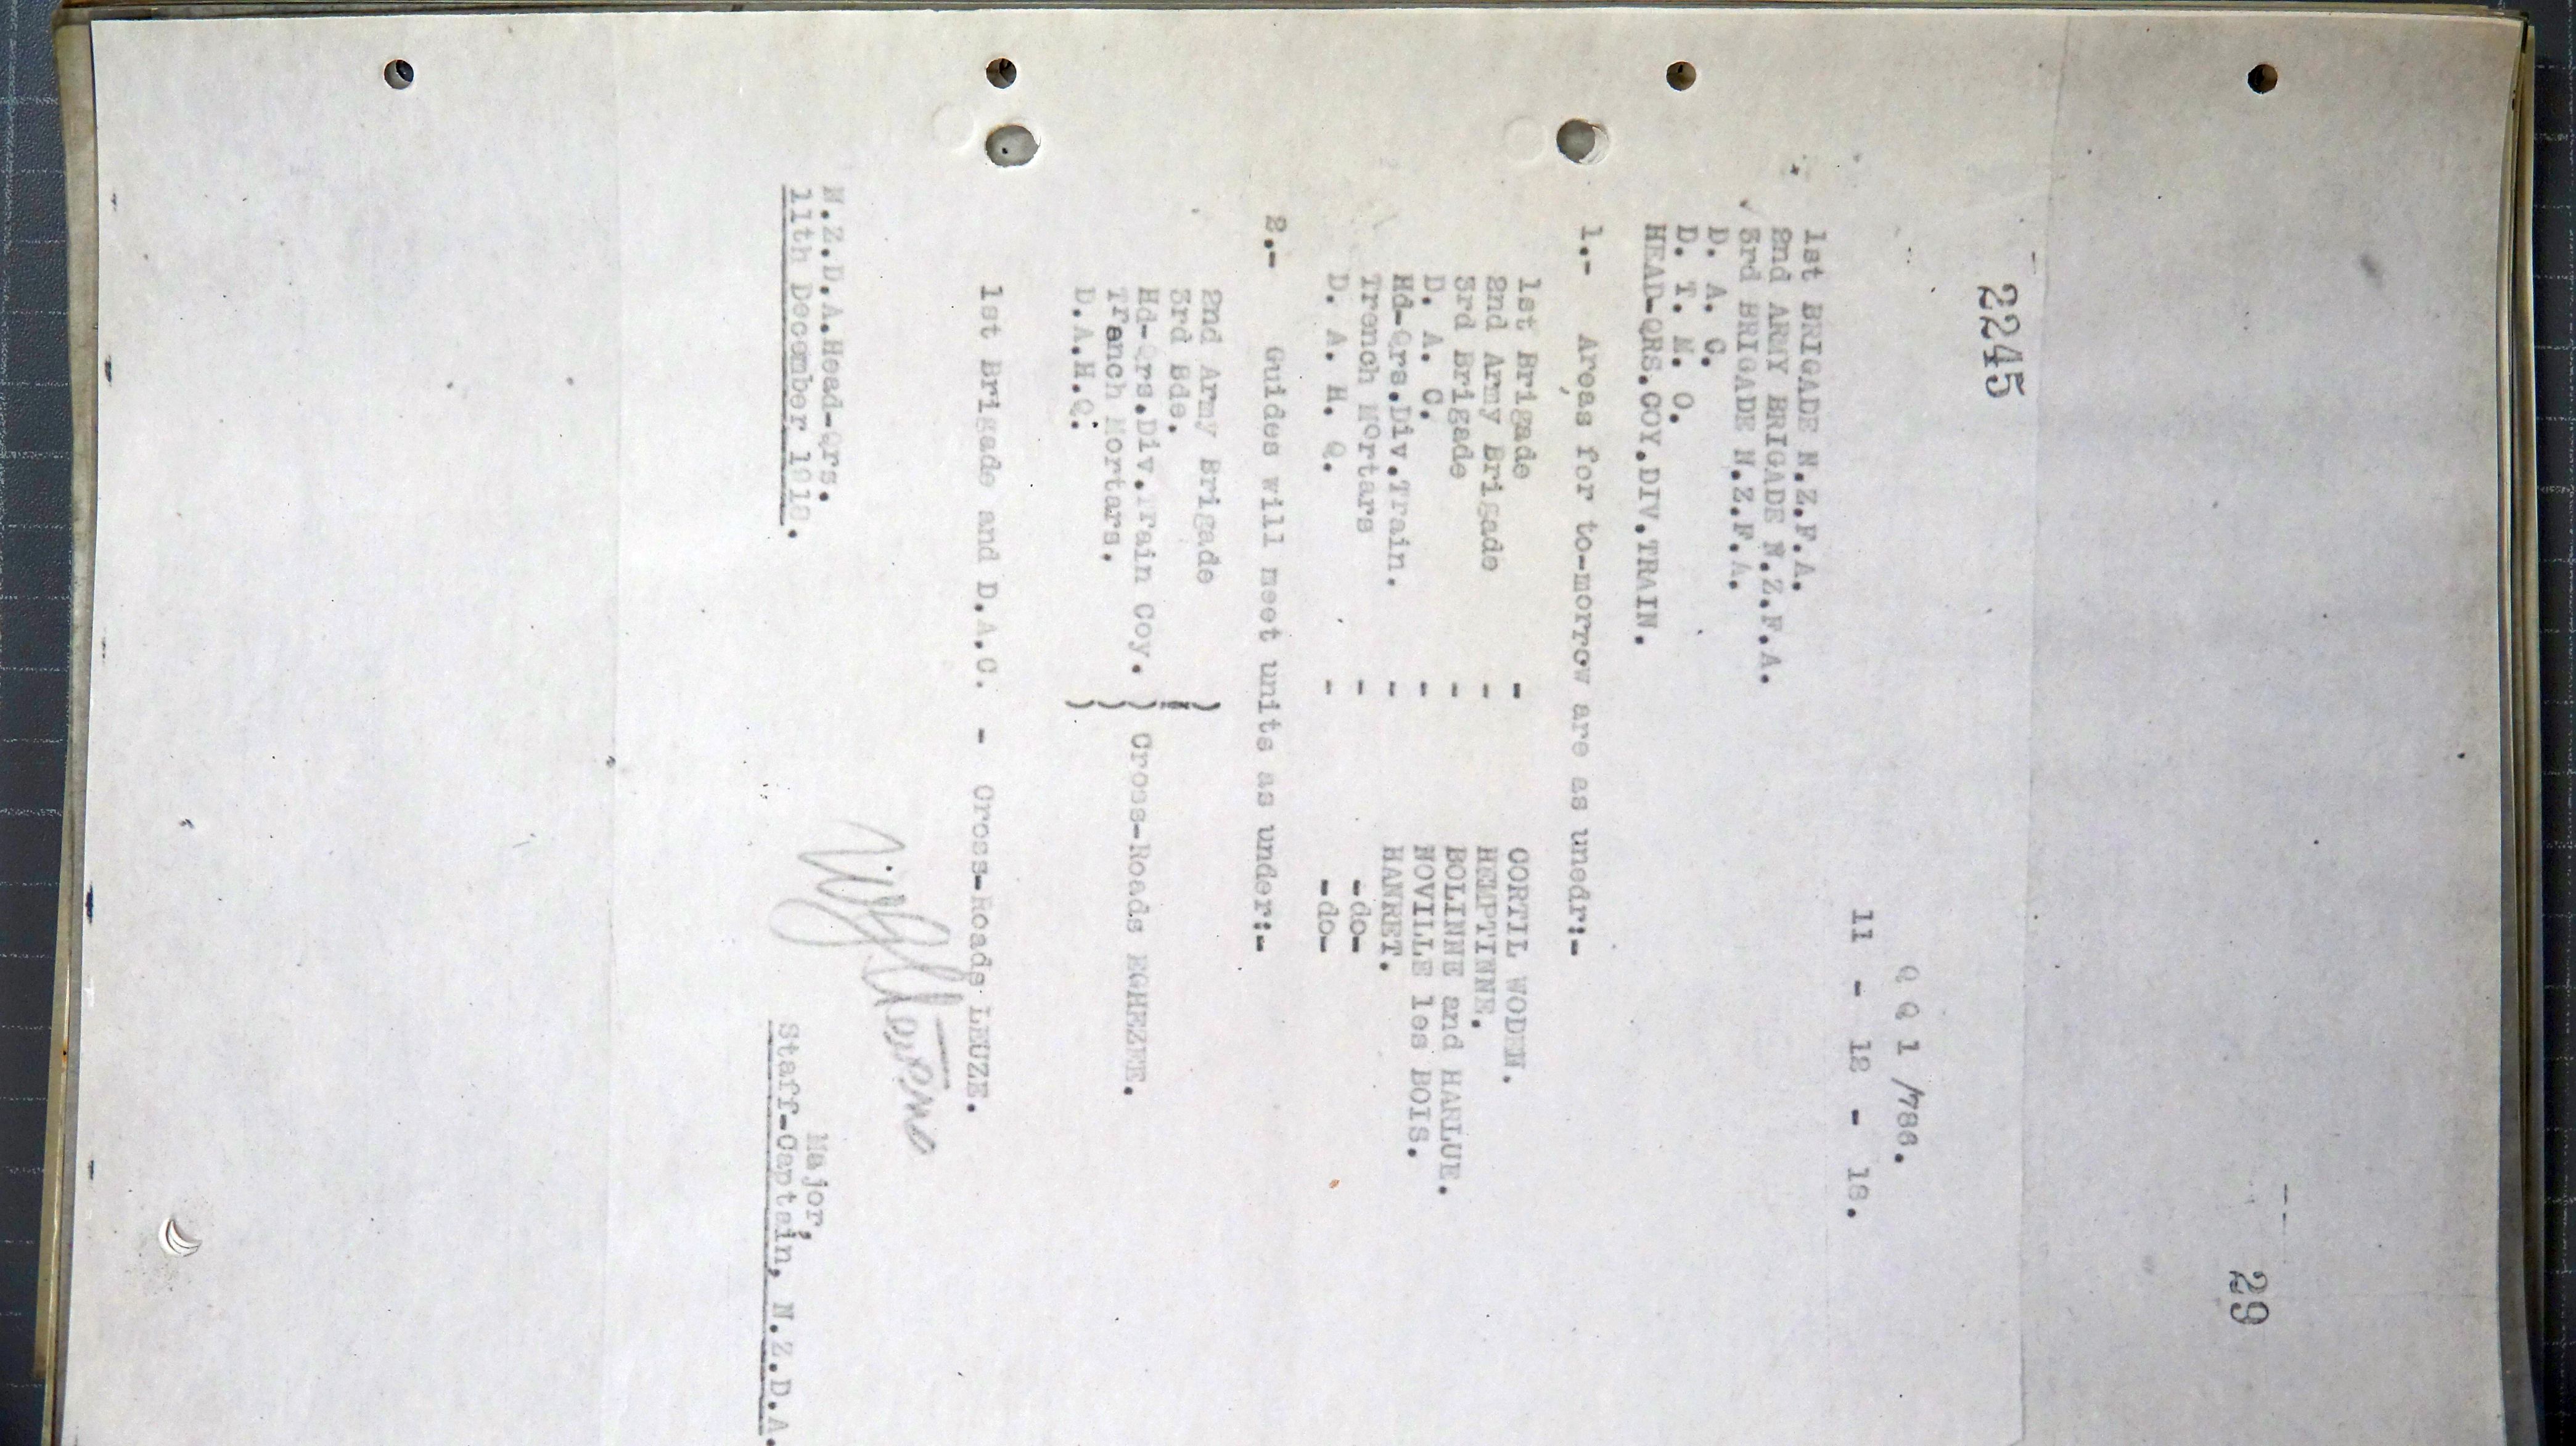 29
2245
Q Q 1 /786.
11 - 12 - 18.
1st BRIGADE N.Z.F.A.
2nd ARMY BRIGADE N.Z.F.A.
3rd BRIGADE N.Z.F.A.
D. A. C.
D. T. M. O.
HEAD-QRS.COY.DIV.TRAIN.
1.- Areas for to-morrow are as unedr:-
1st Brigade - CORTIL WODEN.
2nd Army Brigade - HEMPTINNE.
3rd Brigade - BOLINNE and HARLUE.
D. A. C. - NOVILLE les BOIS.
Hd-Qrs.Div.Train. - HANRET.
Trench MOrtars - -do-
D. A. H. Q. - -do-
2.- Guides will meet units as under:-
2nd Army Brigade )
3rd Bde. )
Hd-Qrs.Div.Train Coy. ) Cross-Roads EGHEZEE.
Trench Mortars. )
D.A.H.Q. )
1st Brigade and D.A.C. - Cross-Roads LEUZE.
Major,
N.Z.D.A.Head-Qrs. Staff-Captain, N.Z.D.A.
11th December 1918.